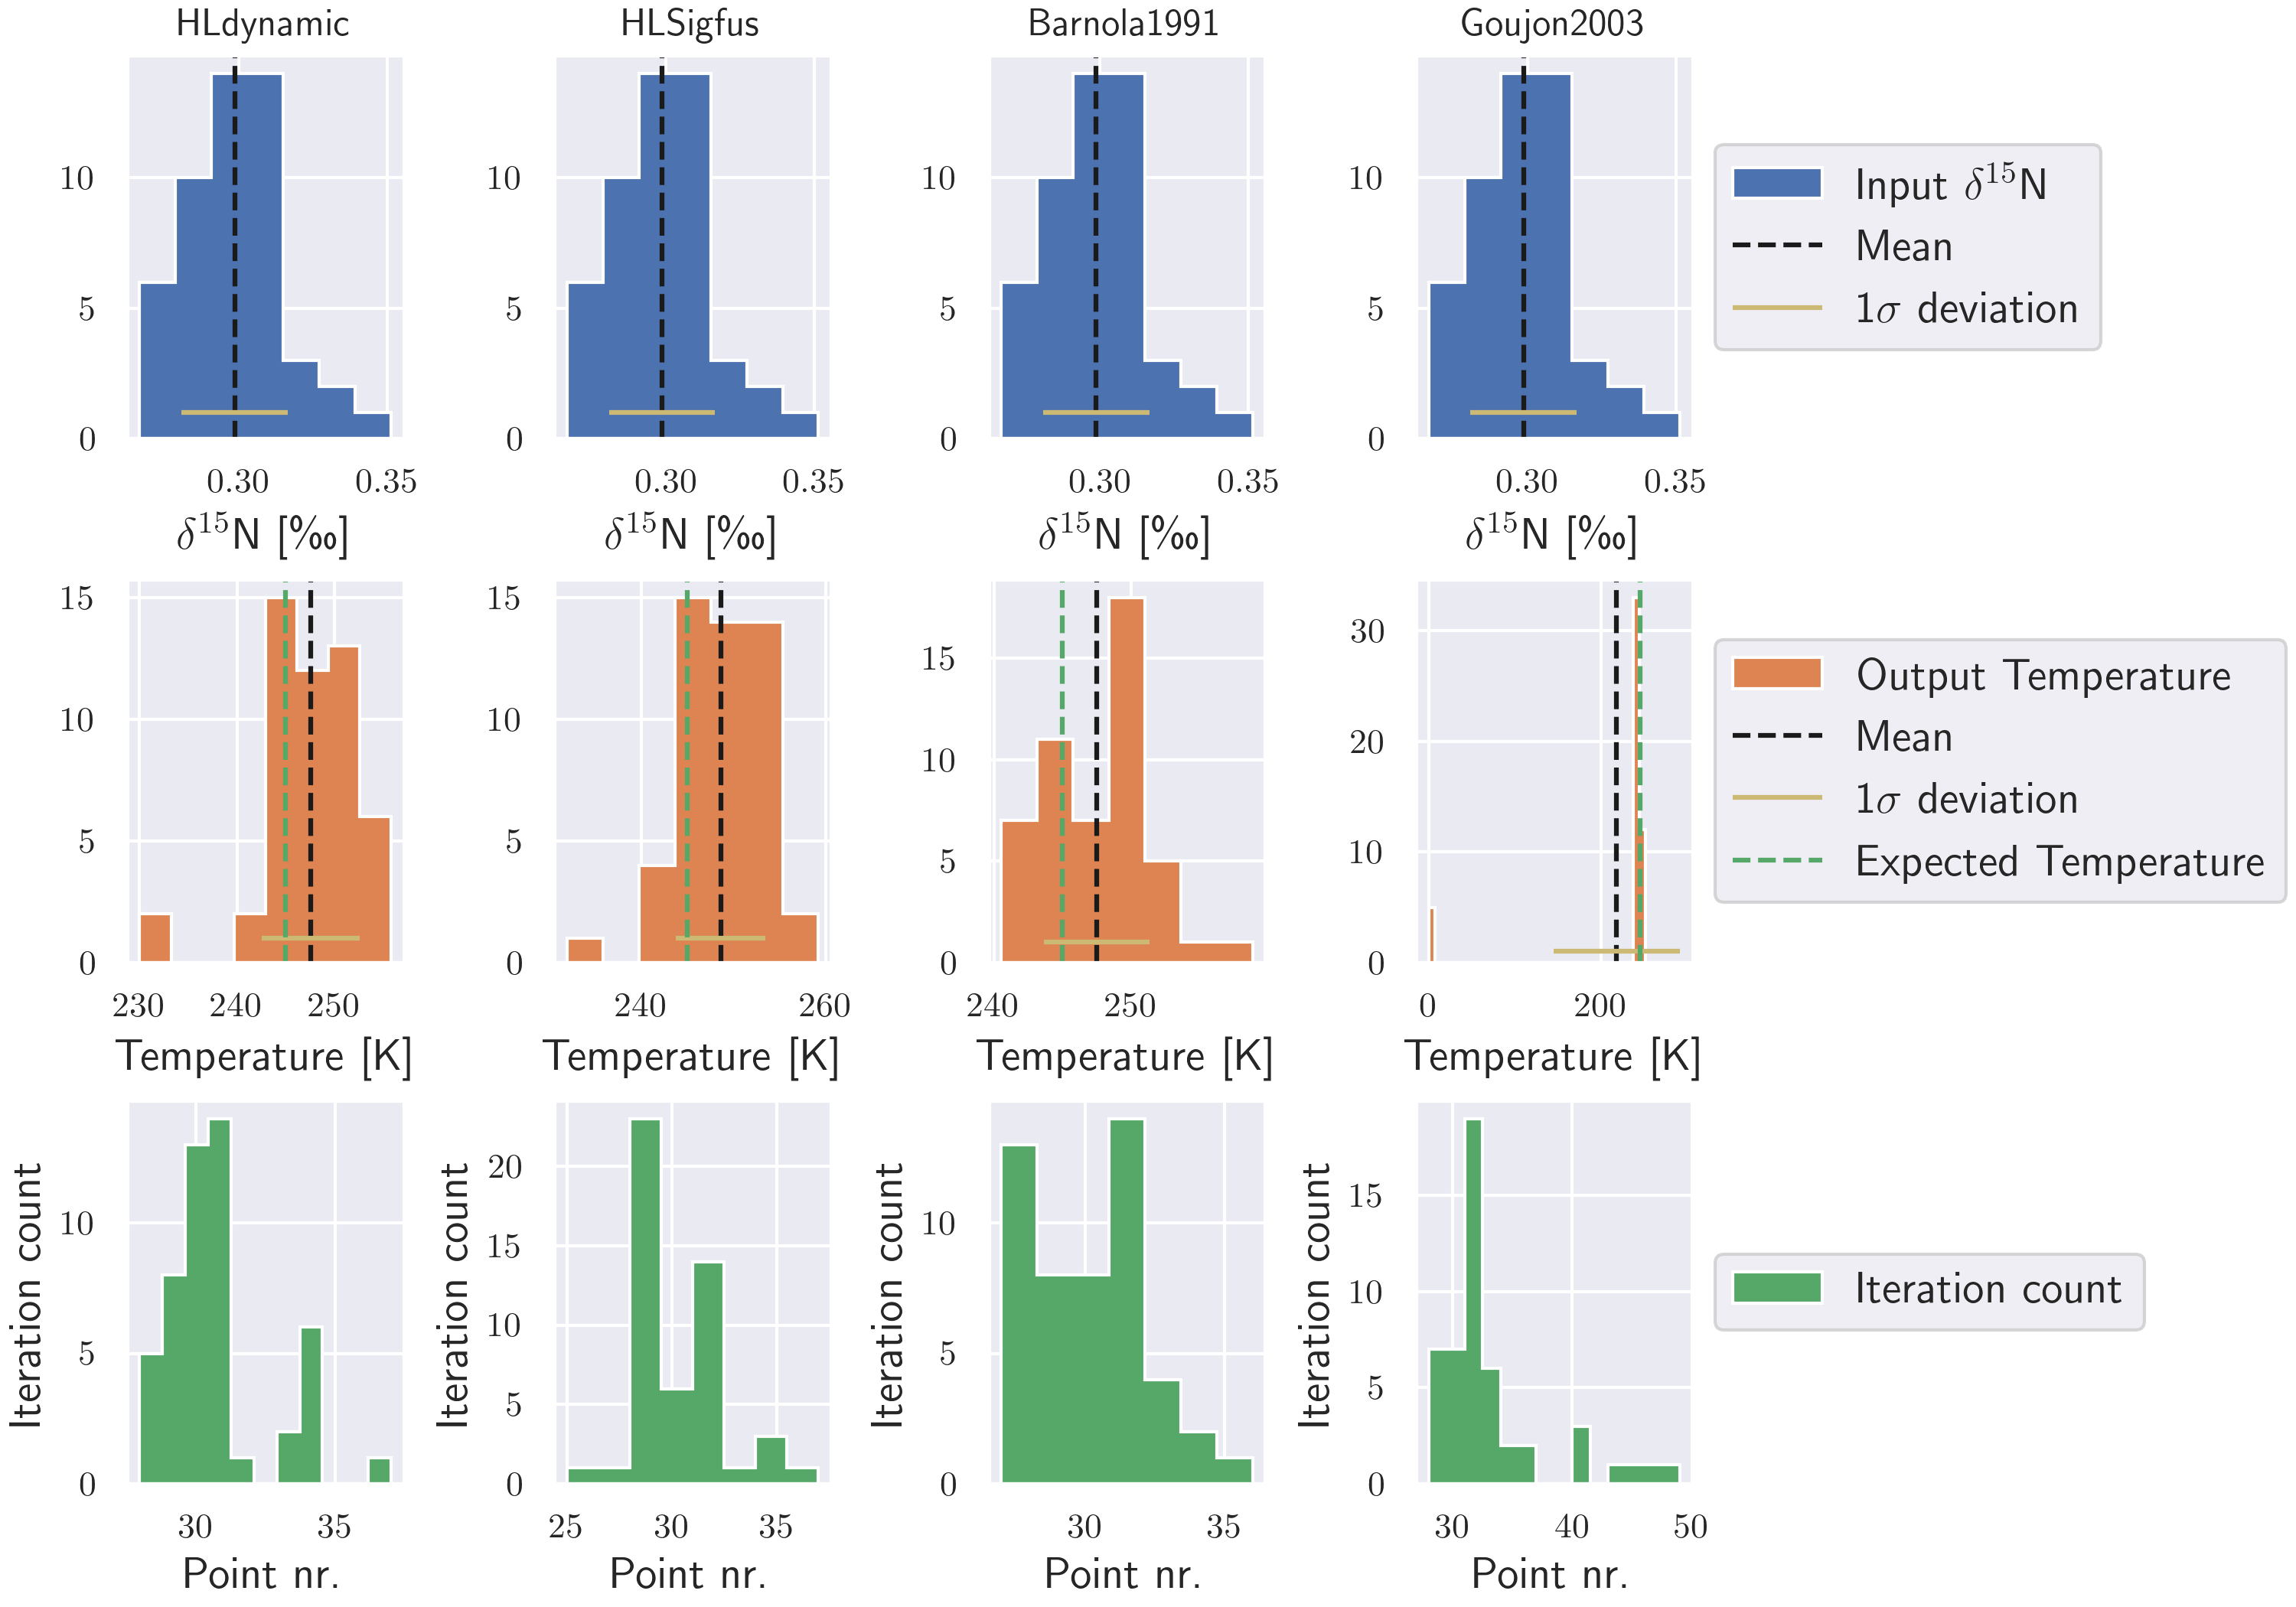 HLdynamic HLSigfus Barnola1991 Goujon2003
10 10 10 10
5 5 5 5
0 0 0 0
0.30 0.35 0.30 0.35 0.30 0.35 0.30 0.35
δ¹⁵N [‰] δ¹⁵N [‰] δ¹⁵N [‰] δ¹⁵N [‰]
Input δ¹⁵N
Mean
1σ deviation
15 15 15 30
10 10 10 20
5 5 5 10
0 0 0 0
230 240 250 240 260 240 250 0 200
Temperature [K] Temperature [K] Temperature [K] Temperature [K]
Output Temperature
Mean
1σ deviation
Expected Temperature
Iteration count Iteration count Iteration count Iteration count
10 20 10 15
5 15 5 10
0 10 0 5
5 0
0
30 35 25 30 35 30 35 30 40 50
Point nr. Point nr. Point nr. Point nr.
Iteration count